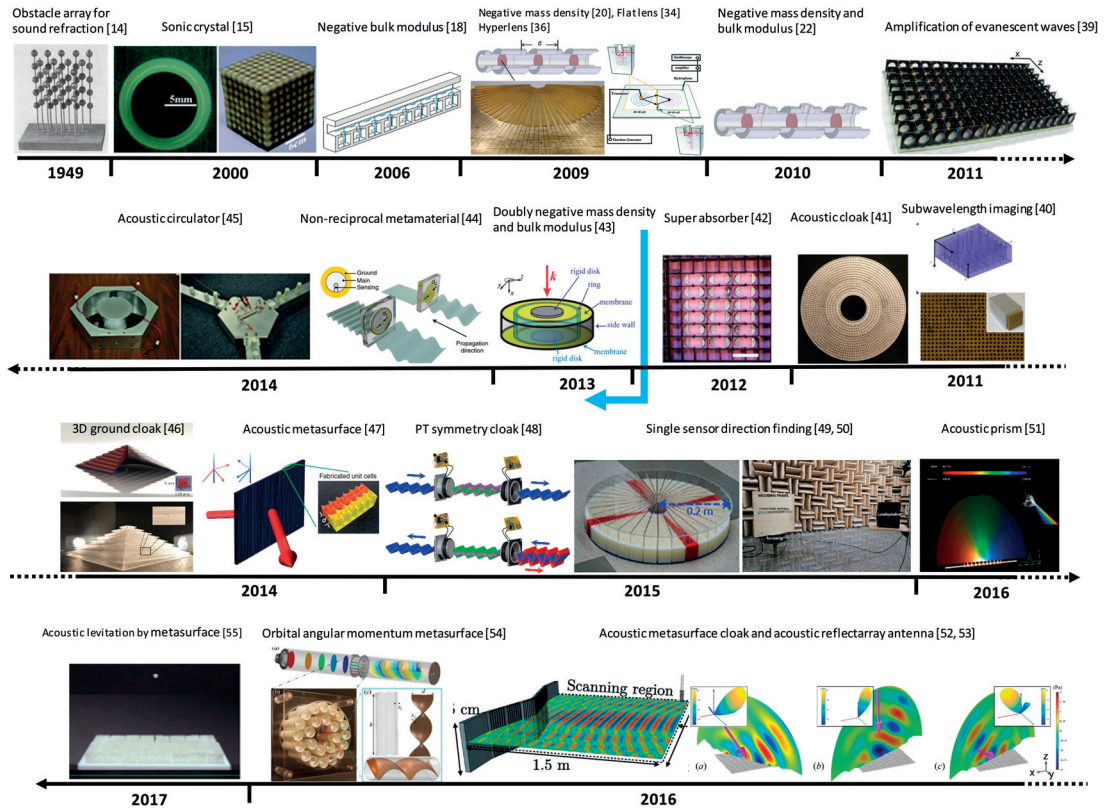 Obstacle array for
sound refraction [14]
Sonic crystal [15]
Negative bulk modulus [18]
Negative mass density [20], Flat lens [34]
Hyperlens [36]
Negative mass density and
bulk modulus [22]
Amplification of evanescent waves [39]
5mm
6cm
d
x
z
1949
2000
2006
2009
2010
2011
Acoustic circulator [45]
Non-reciprocal metamaterial [44]
Doubly negative mass density
and bulk modulus [43]
Super absorber [42]
Acoustic cloak [41]
Subwavelength imaging [40]
Ground
Main
Sensing
Propagation
direction
k
rigid disk
ring
membrane
side wall
membrane
rigid disk
2014
2013
2012
2011
3D ground cloak [46]
Acoustic metasurface [47]
PT symmetry cloak [48]
Single sensor direction finding [49, 50]
Acoustic prism [51]
Fabricated unit cells
0.2 m
WOODEN PANEL
2014
2015
2016
Acoustic levitation by metasurface [55]
Orbital angular momentum metasurface [54]
Acoustic metasurface cloak and acoustic reflectarray antenna [52, 53]
(b)
(c)
Scanning region
5 cm
1.5 m
(a)
(b)
(c)
(Pa)
z
x
y
2017
2016